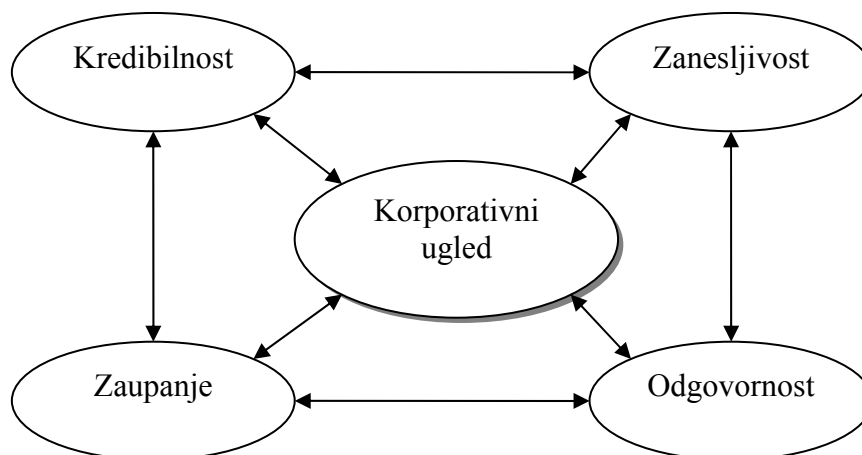 Kredibilnost
Zanesljivost
Korporativni
ugled
Zaupanje
Odgovornost